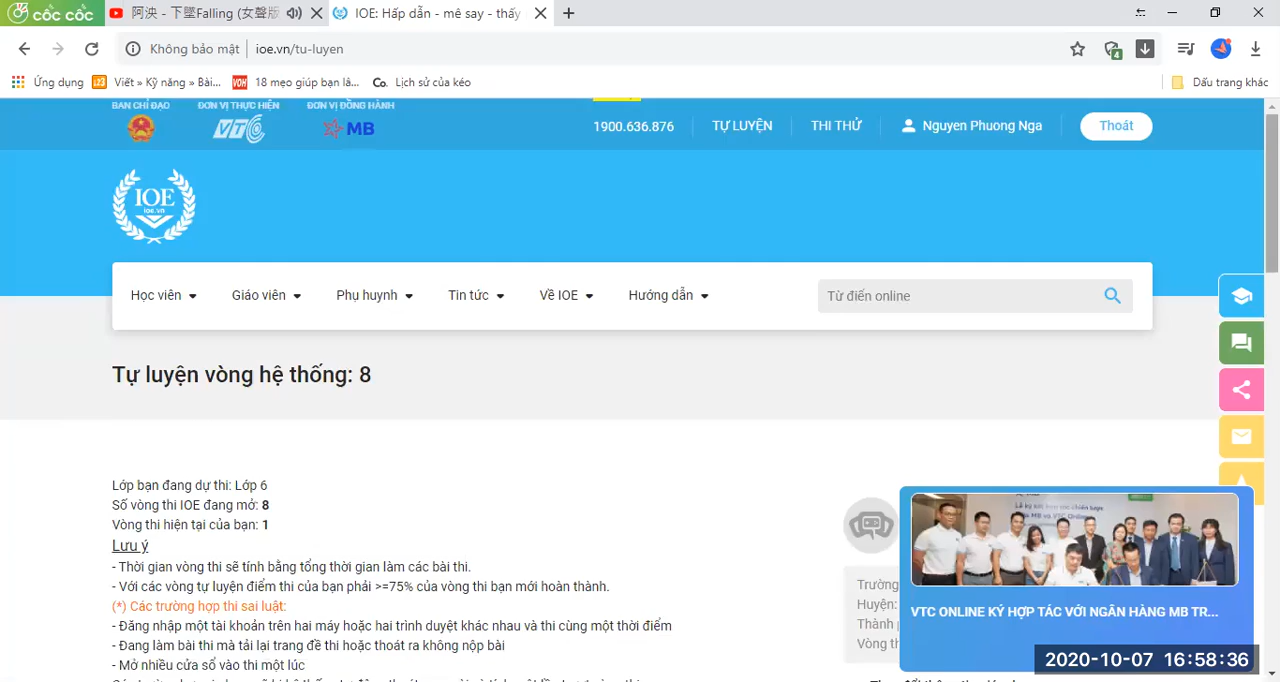 cốc cốc
阿泱 - 下墜Falling (女聲版
IOE: Hấp dẫn - mê say - thấy
Không bảo mật
ioe.vn/tu-luyen
4
Ứng dụng
123
Viết » Kỹ năng » Bài...
VOH
18 mẹo giúp bạn lâ...
Co.
Lịch sử của kéo
Dấu trang khác
BAN CHỈ ĐẠO
ĐƠN VỊ THỰC HIỆN
ĐƠN VỊ ĐỒNG HÀNH
VTC
MB
1900.636.876
TỰ LUYỆN
THI THỬ
Nguyen Phuong Nga
Thoát
IOE
ioe.vn
Học viên
Giáo viên
Phụ huynh
Tin tức
Về IOE
Hướng dẫn
Từ điển online
Tự luyện vòng hệ thống: 8
Lớp bạn đang dự thi: Lớp 6
Số vòng thi IOE đang mở: 8
Vòng thi hiện tại của bạn: 1
Lưu ý
- Thời gian vòng thi sẽ tính bằng tổng thời gian làm các bài thi.
- Với các vòng tự luyện điểm thi của bạn phải >=75% của vòng thi bạn mới hoàn thành.
(*) Các trường hợp thi sai luật:
- Đăng nhập một tài khoản trên hai máy hoặc hai trình duyệt khác nhau và thi cùng một thời điểm
- Đang làm bài thi mà tải lại trang đề thi hoặc thoát ra không nộp bài
- Mở nhiều cửa sổ vào thi một lúc
Trường
Huyện:
Thành
Vòng
VTC ONLINE KÝ HỢP TÁC VỚI NGÂN HÀNG MB TR...
2020-10-07 16:58:36